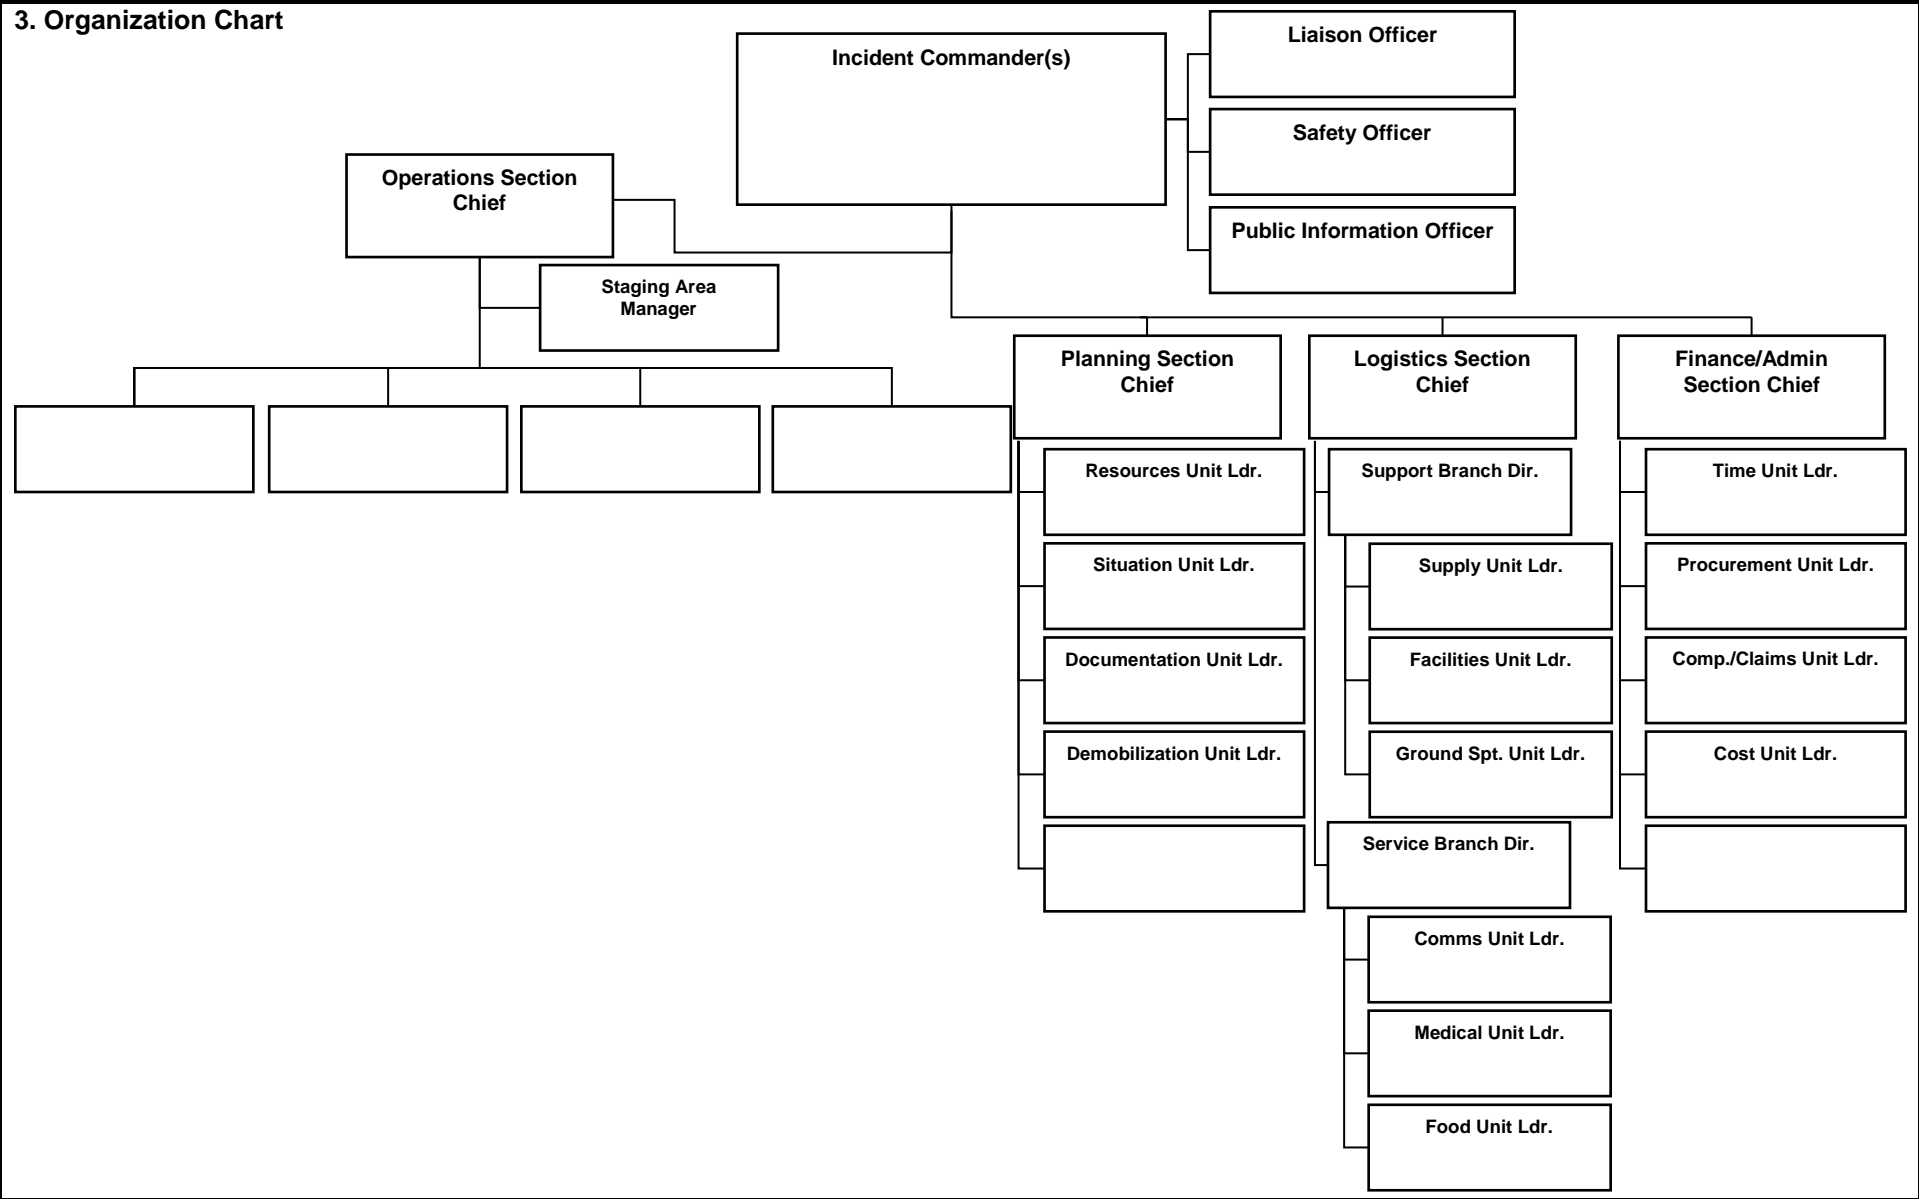 3. Organization Chart
Incident Commander(s)
Liaison Officer
Safety Officer
Public Information Officer
Operations Section
Chief
Staging Area
Manager
Planning Section
Chief
Resources Unit Ldr.
Situation Unit Ldr.
Documentation Unit Ldr.
Demobilization Unit Ldr.
Logistics Section
Chief
Support Branch Dir.
Supply Unit Ldr.
Facilities Unit Ldr.
Ground Spt. Unit Ldr.
Service Branch Dir.
Comms Unit Ldr.
Medical Unit Ldr.
Food Unit Ldr.
Finance/Admin
Section Chief
Time Unit Ldr.
Procurement Unit Ldr.
Comp./Claims Unit Ldr.
Cost Unit Ldr.